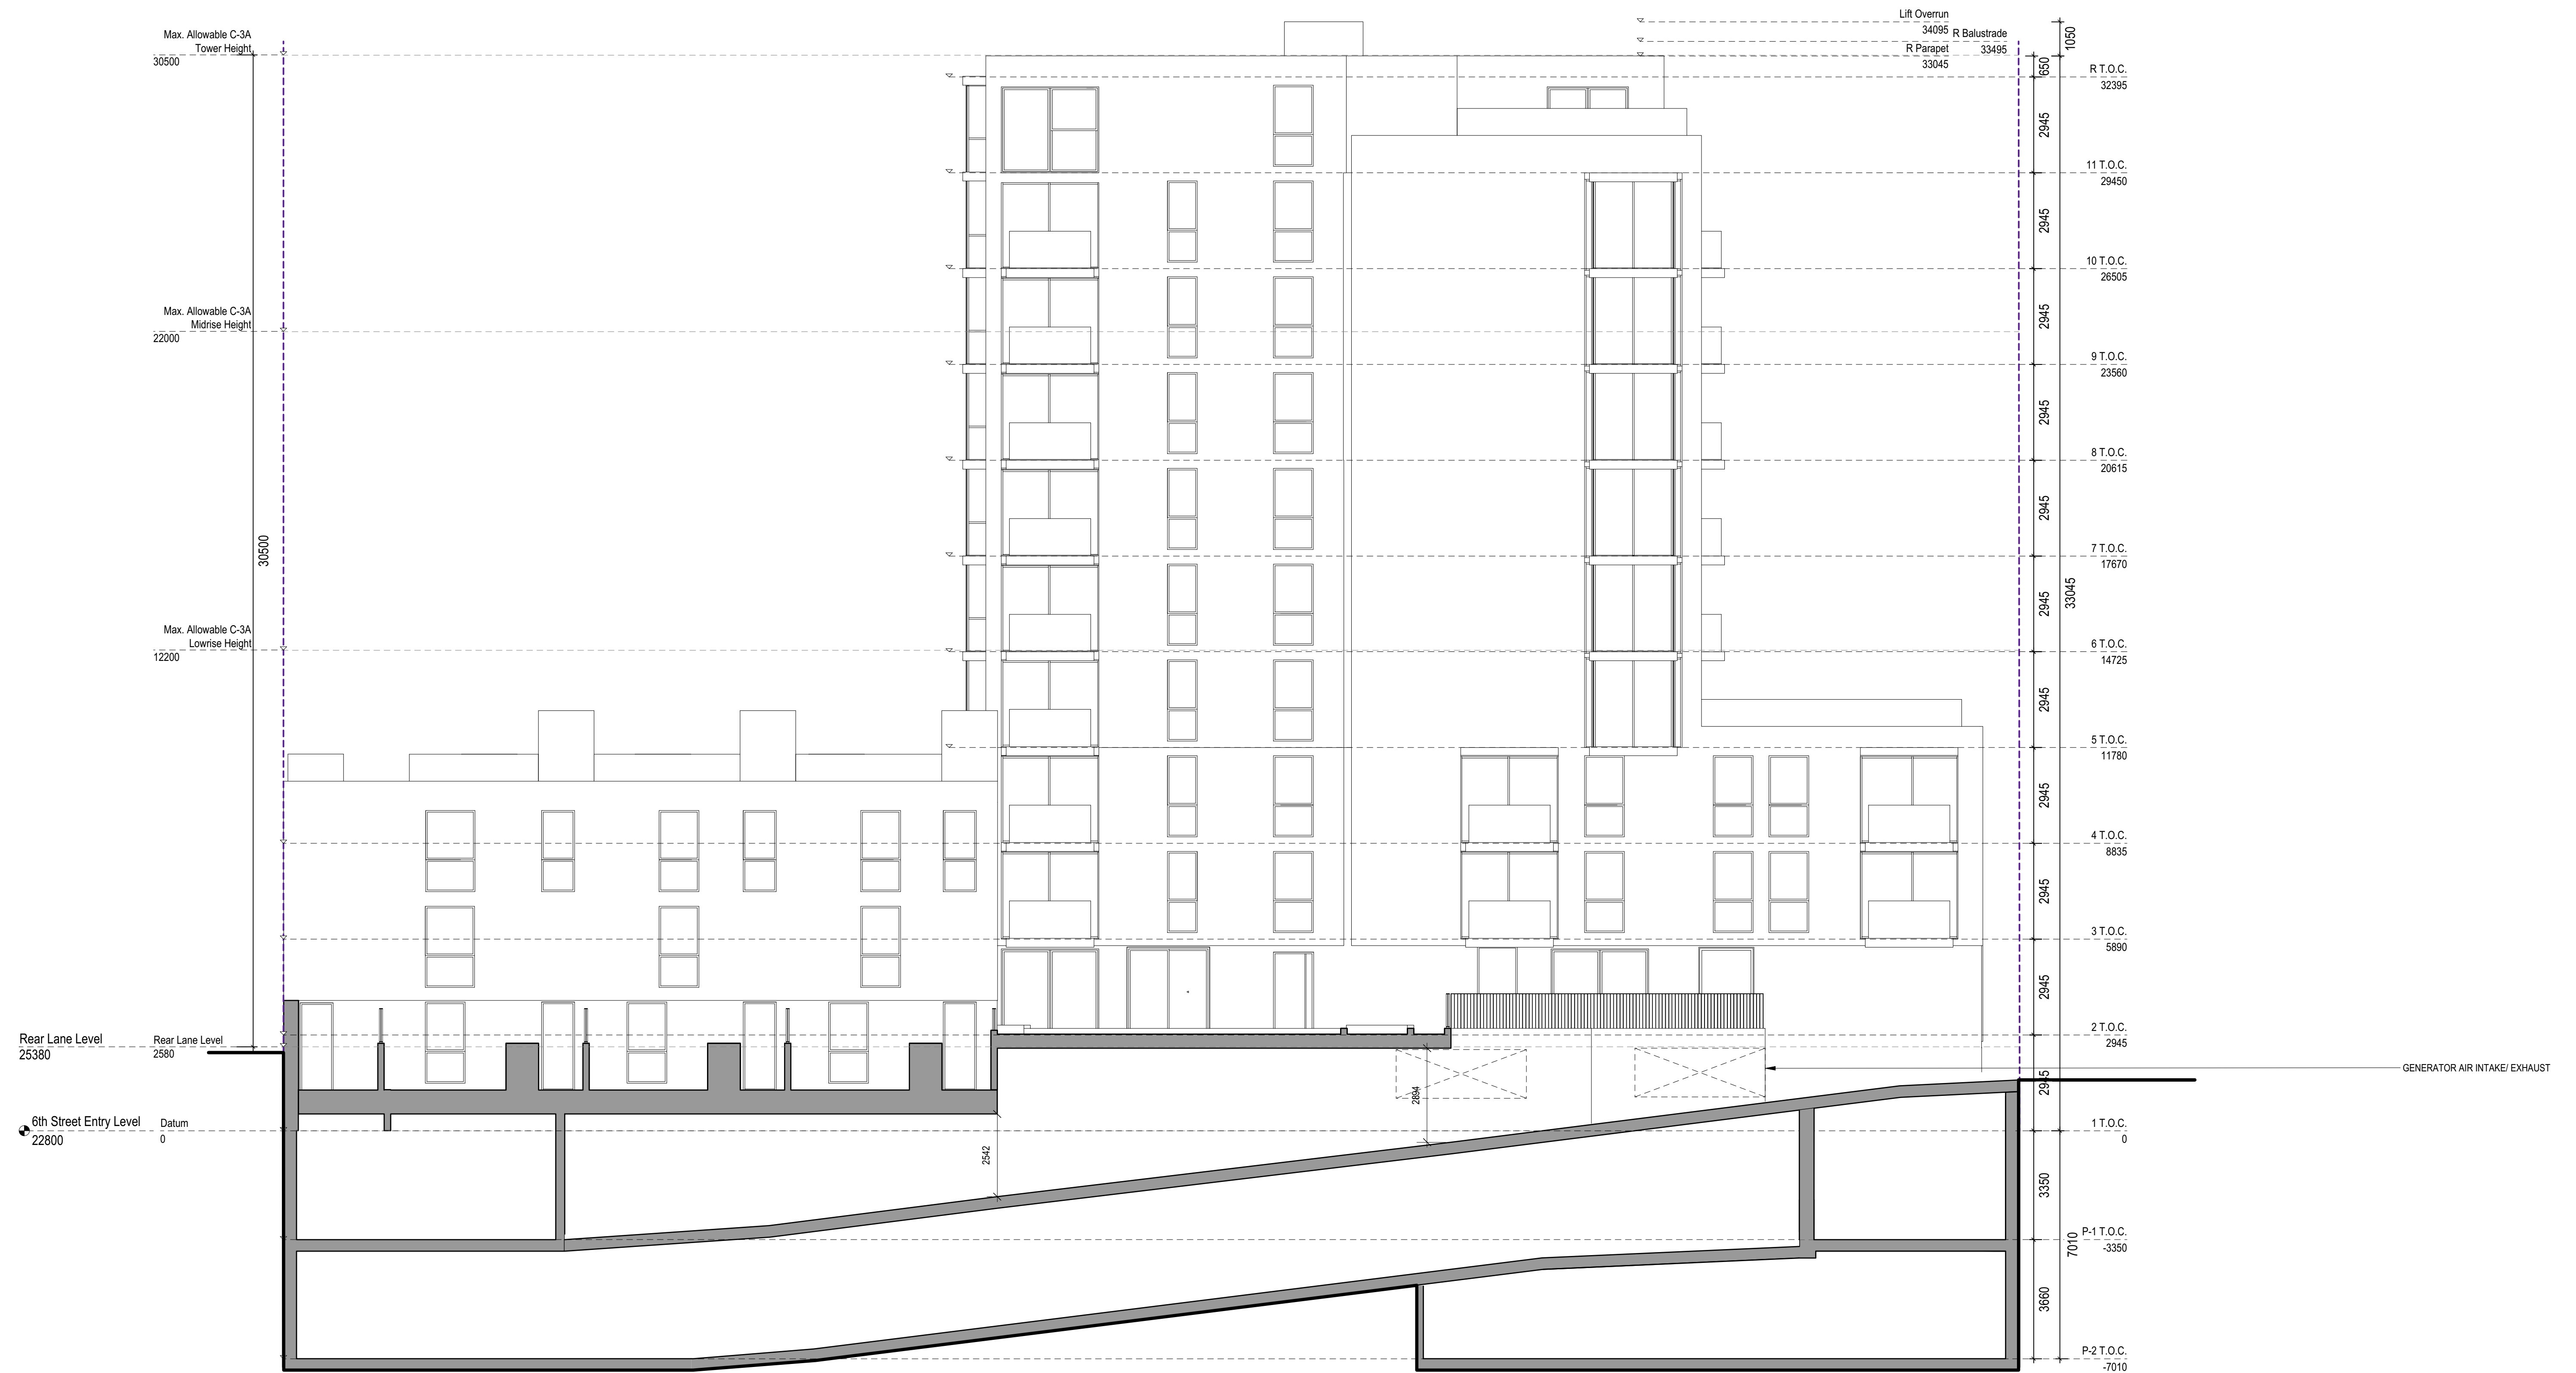 Max. Allowable C-3A
Tower Height
30500
Max. Allowable C-3A
Midrise Height
22000
30500
Max. Allowable C-3A
Lowrise Height
12200
Rear Lane Level
25380
Rear Lane Level
2580
6th Street Entry Level
22800
Datum
0
2542
2894
Lift Overrun
34095
R Balustrade
33495
R Parapet
33045
1050
650
R T.O.C.
32395
2945
11 T.O.C.
29450
2945
10 T.O.C.
26505
2945
9 T.O.C.
23560
2945
8 T.O.C.
20615
2945
7 T.O.C.
17670
2945
33045
6 T.O.C.
14725
2945
5 T.O.C.
11780
2945
4 T.O.C.
8835
2945
3 T.O.C.
5890
2945
2 T.O.C.
2945
2945
GENERATOR AIR INTAKE/ EXHAUST
1 T.O.C.
0
3350
P-1 T.O.C.
-3350
7010
3660
P-2 T.O.C.
-7010